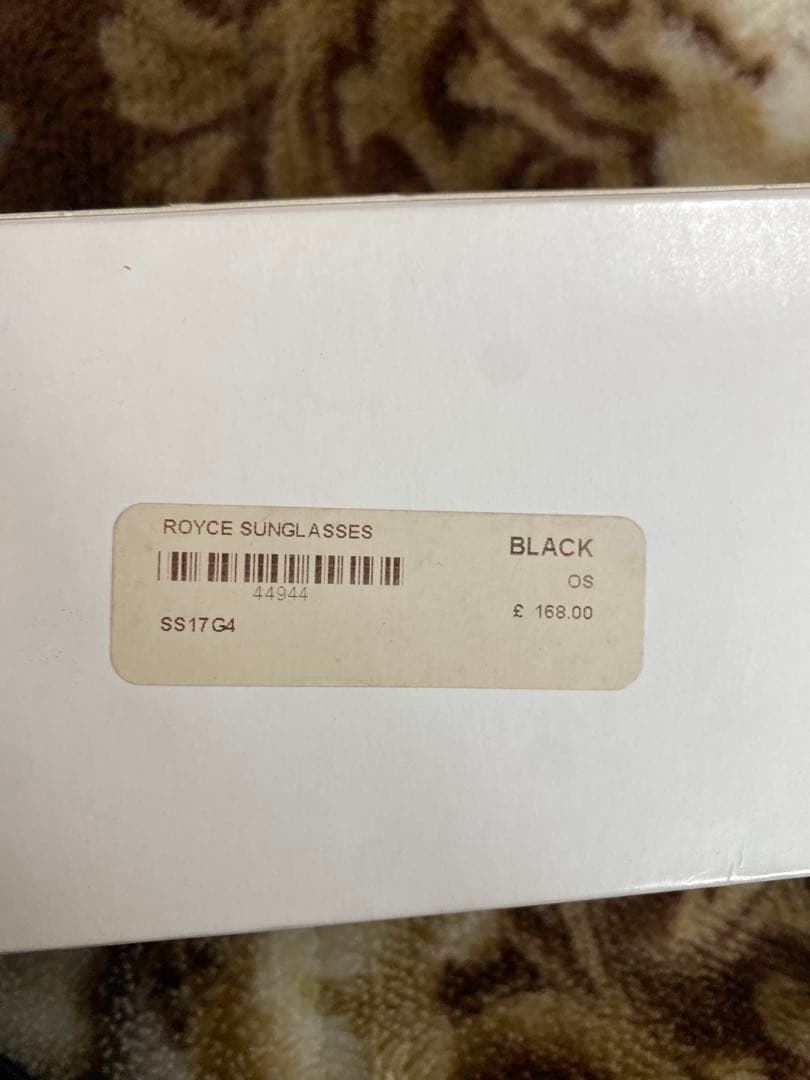 ROYCE SUNGLASSES
44944
SS17G4
BLACK
OS
£ 168.00